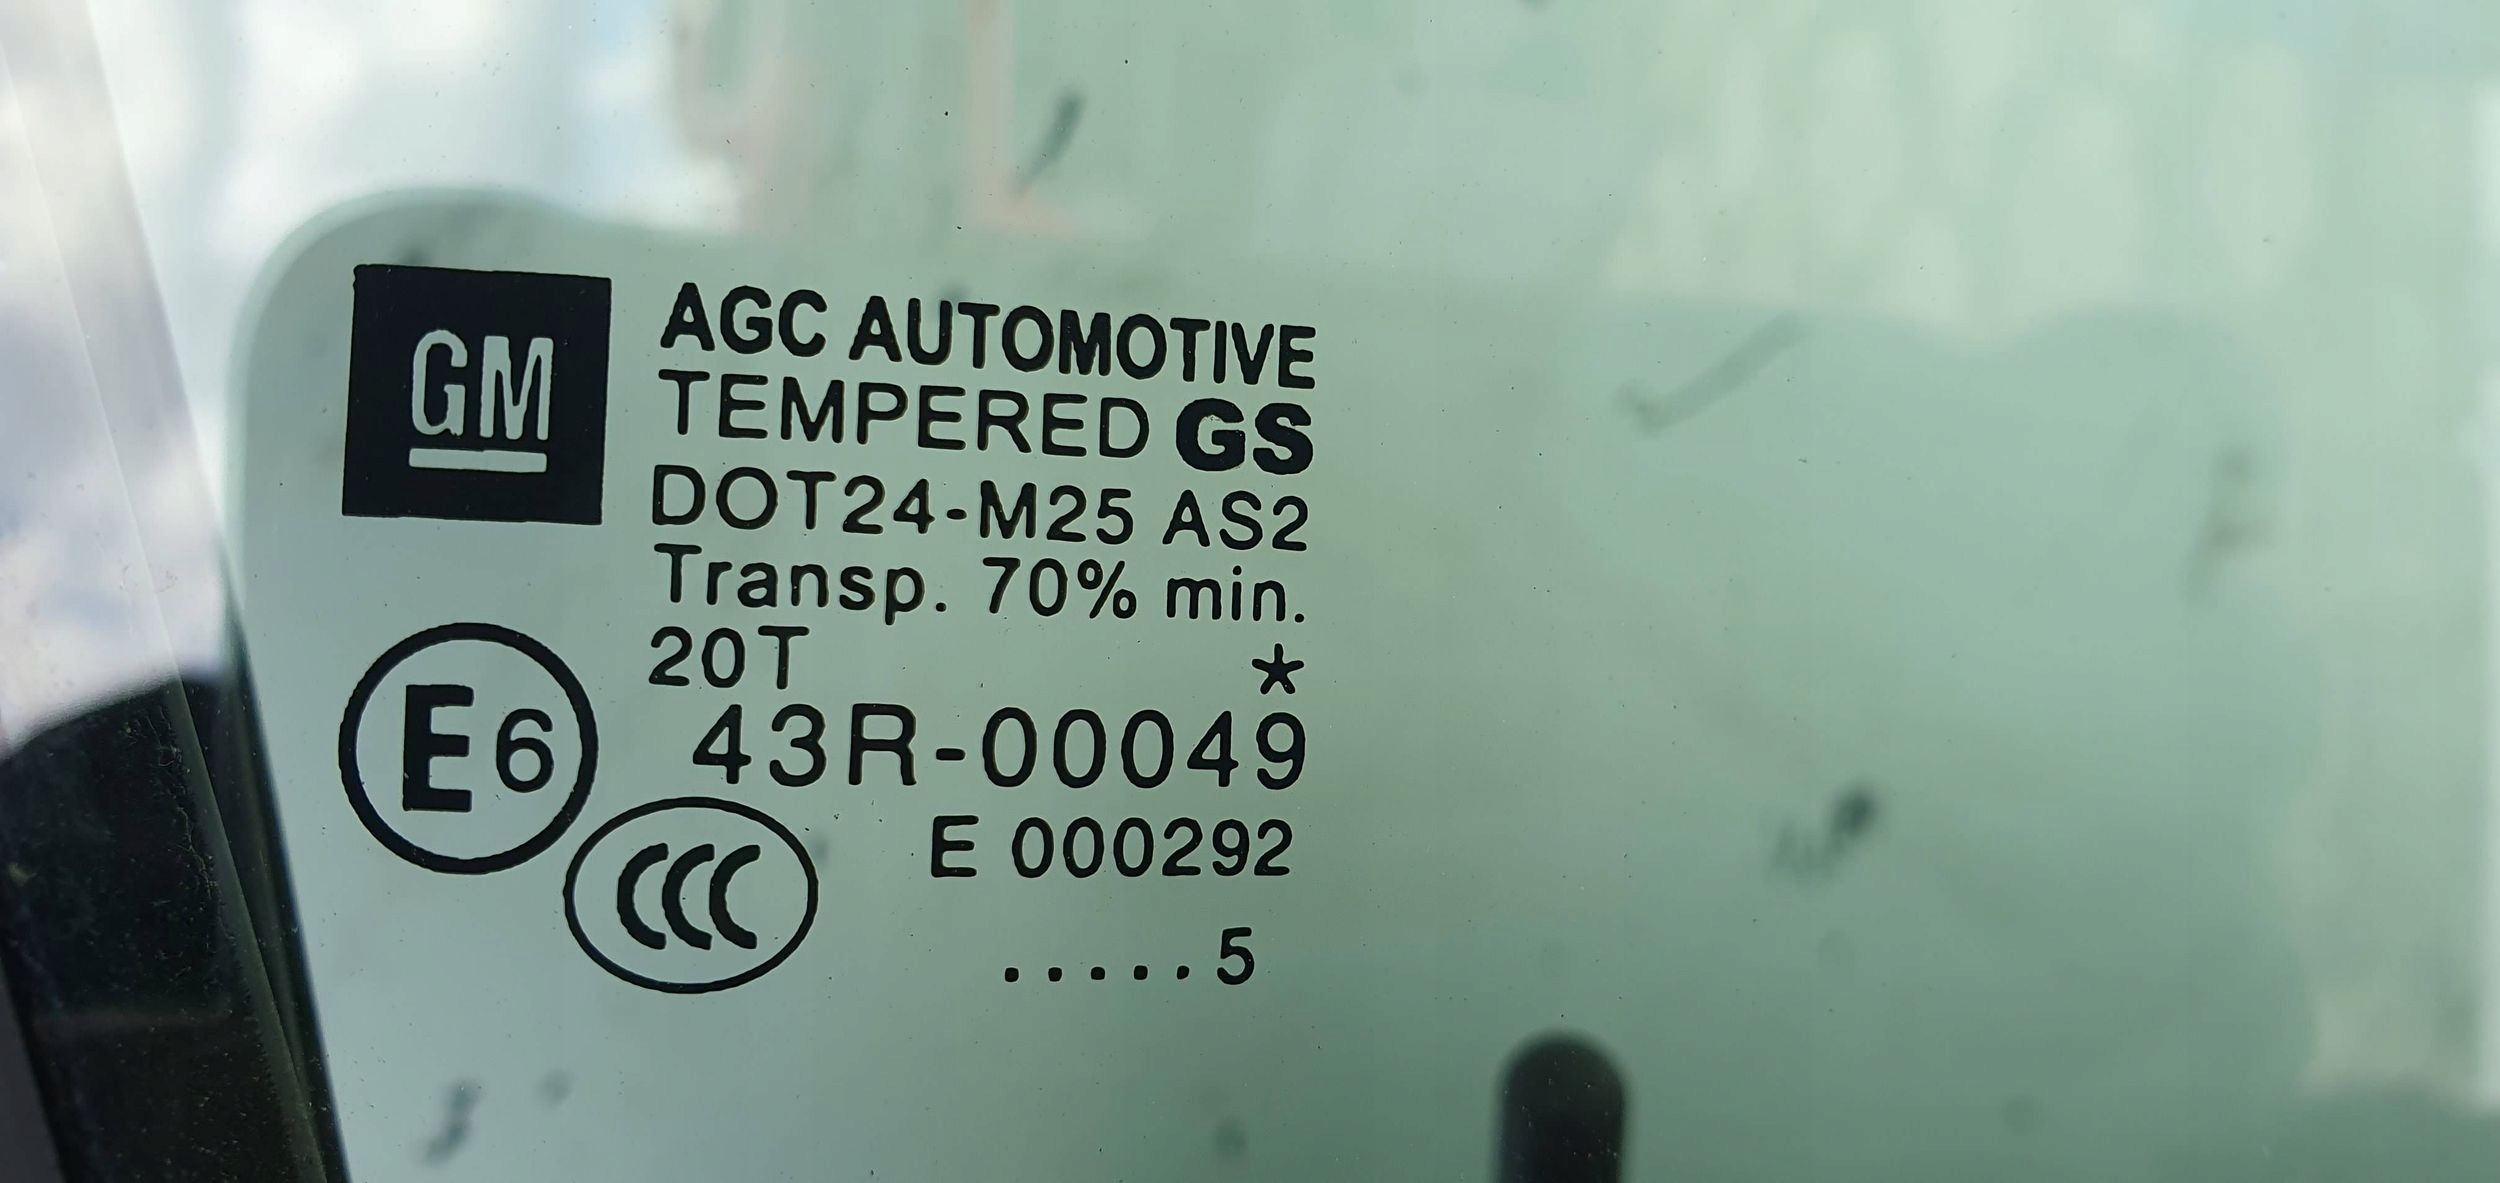 GM
AGC AUTOMOTIVE
TEMPERED GS
DOT24-M25 AS2
Transp. 70% min.
20T *
E6 43R-00049
CCC E 000292
.....5